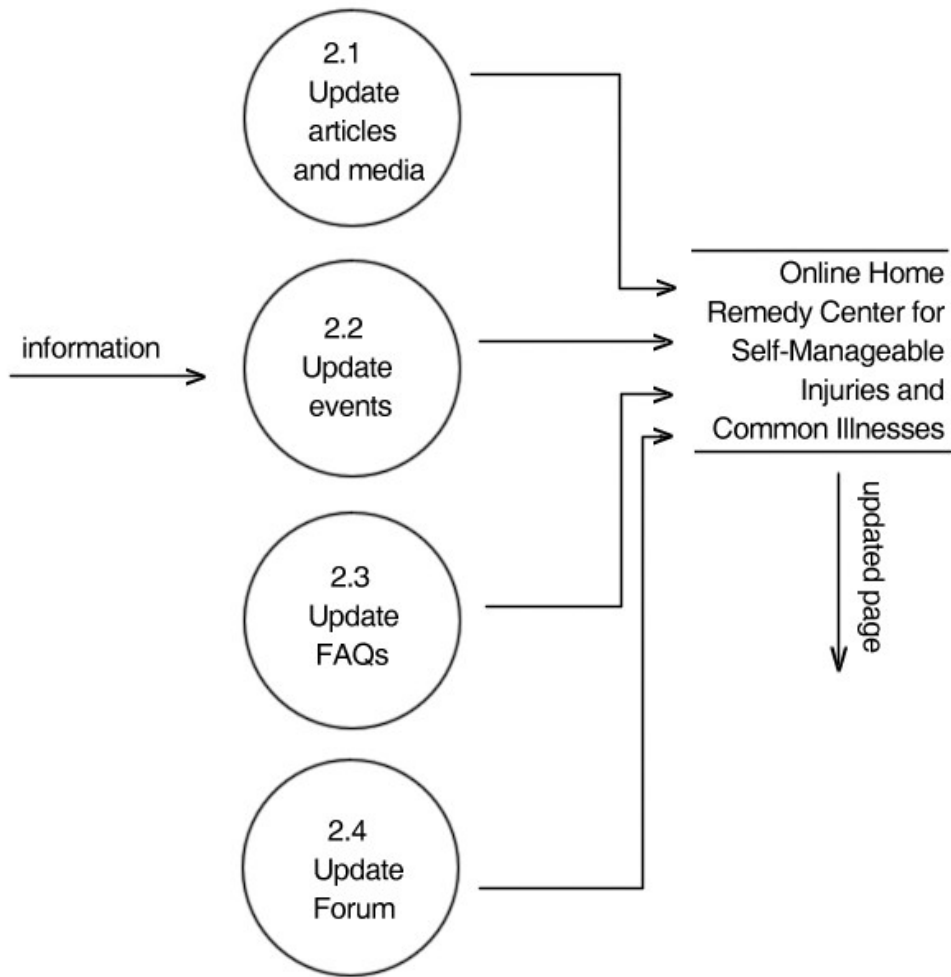 2.1
Update
articles
and media
information
2.2
Update
events
2.3
Update
FAQs
2.4
Update
Forum
Online Home
Remedy Center for
Self-Manageable
Injuries and
Common Illnesses
updated page